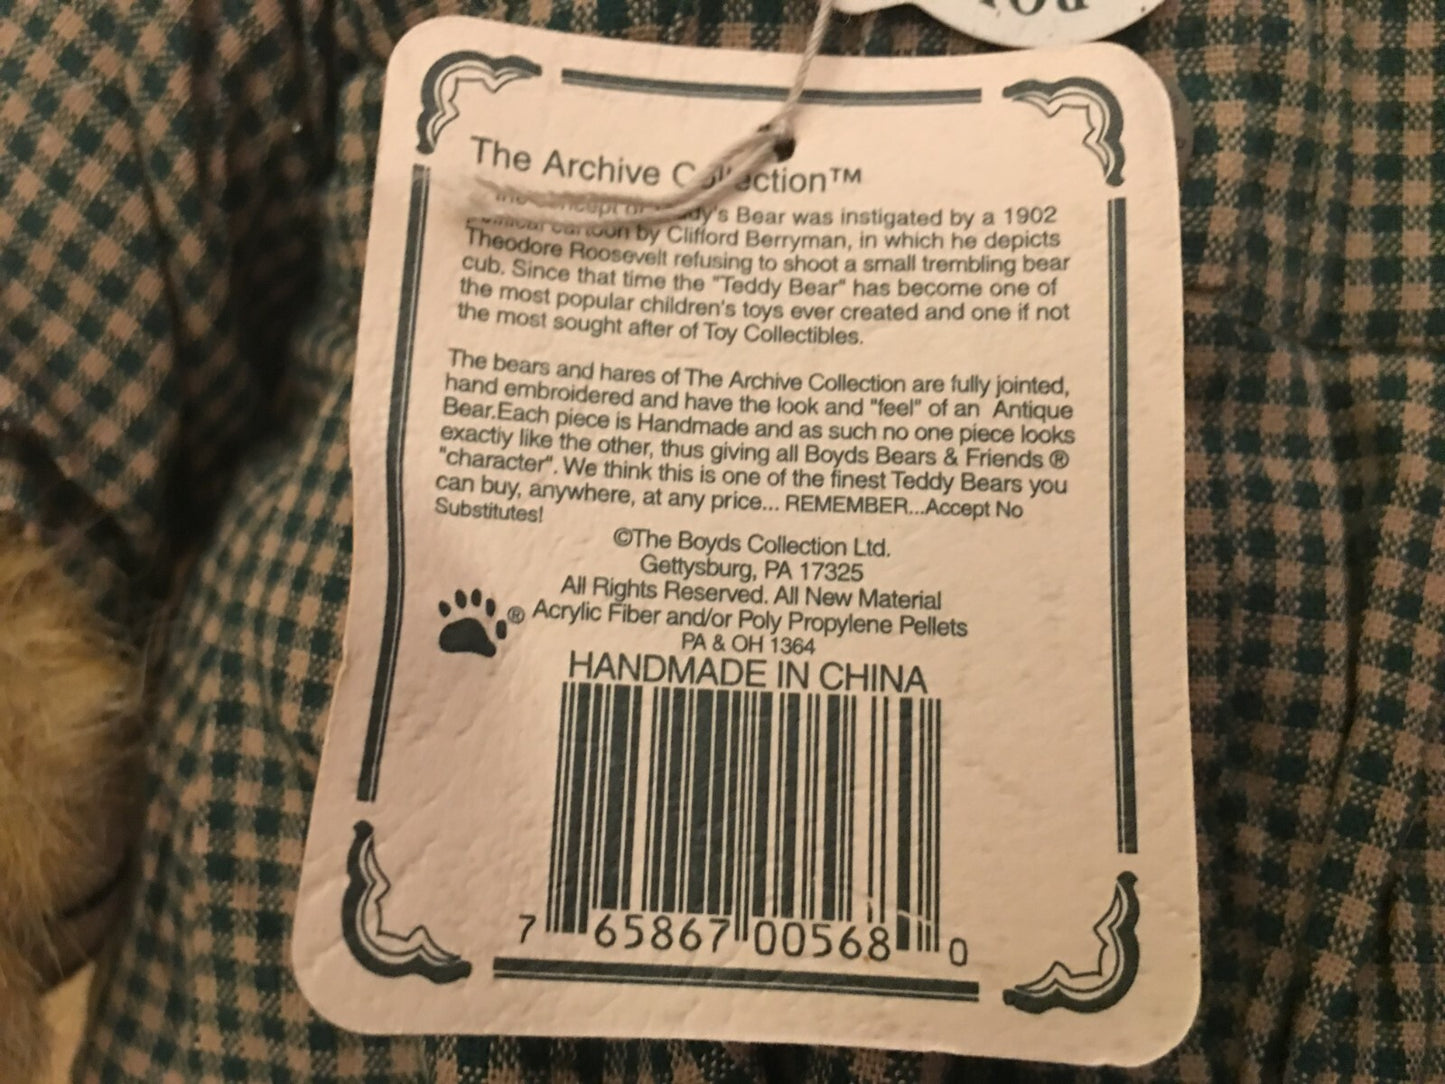 BOY
The Archive Collection™
the concept of Teddy's Bear was instigated by a 1902
political cartoon by Clifford Berryman, in which he depicts
Theodore Roosevelt refusing to shoot a small trembling bear
cub. Since that time the "Teddy Bear" has become one of
the most popular children's toys ever created and one if not
the most sought after of Toy Collectibles.
The bears and hares of The Archive Collection are fully jointed,
hand embroidered and have the look and "feel" of an Antique
Bear.Each piece is Handmade and as such no one piece looks
exactiy like the other, thus giving all Boyds Bears & Friends ®
"character". We think this is one of the finest Teddy Bears you
can buy, anywhere, at any price... REMEMBER...Accept No
Substitutes!
©The Boyds Collection Ltd.
Gettysburg, PA 17325
All Rights Reserved. All New Material
® Acrylic Fiber and/or Poly Propylene Pellets
PA & OH 1364
HANDMADE IN CHINA
7 65867 00568 0